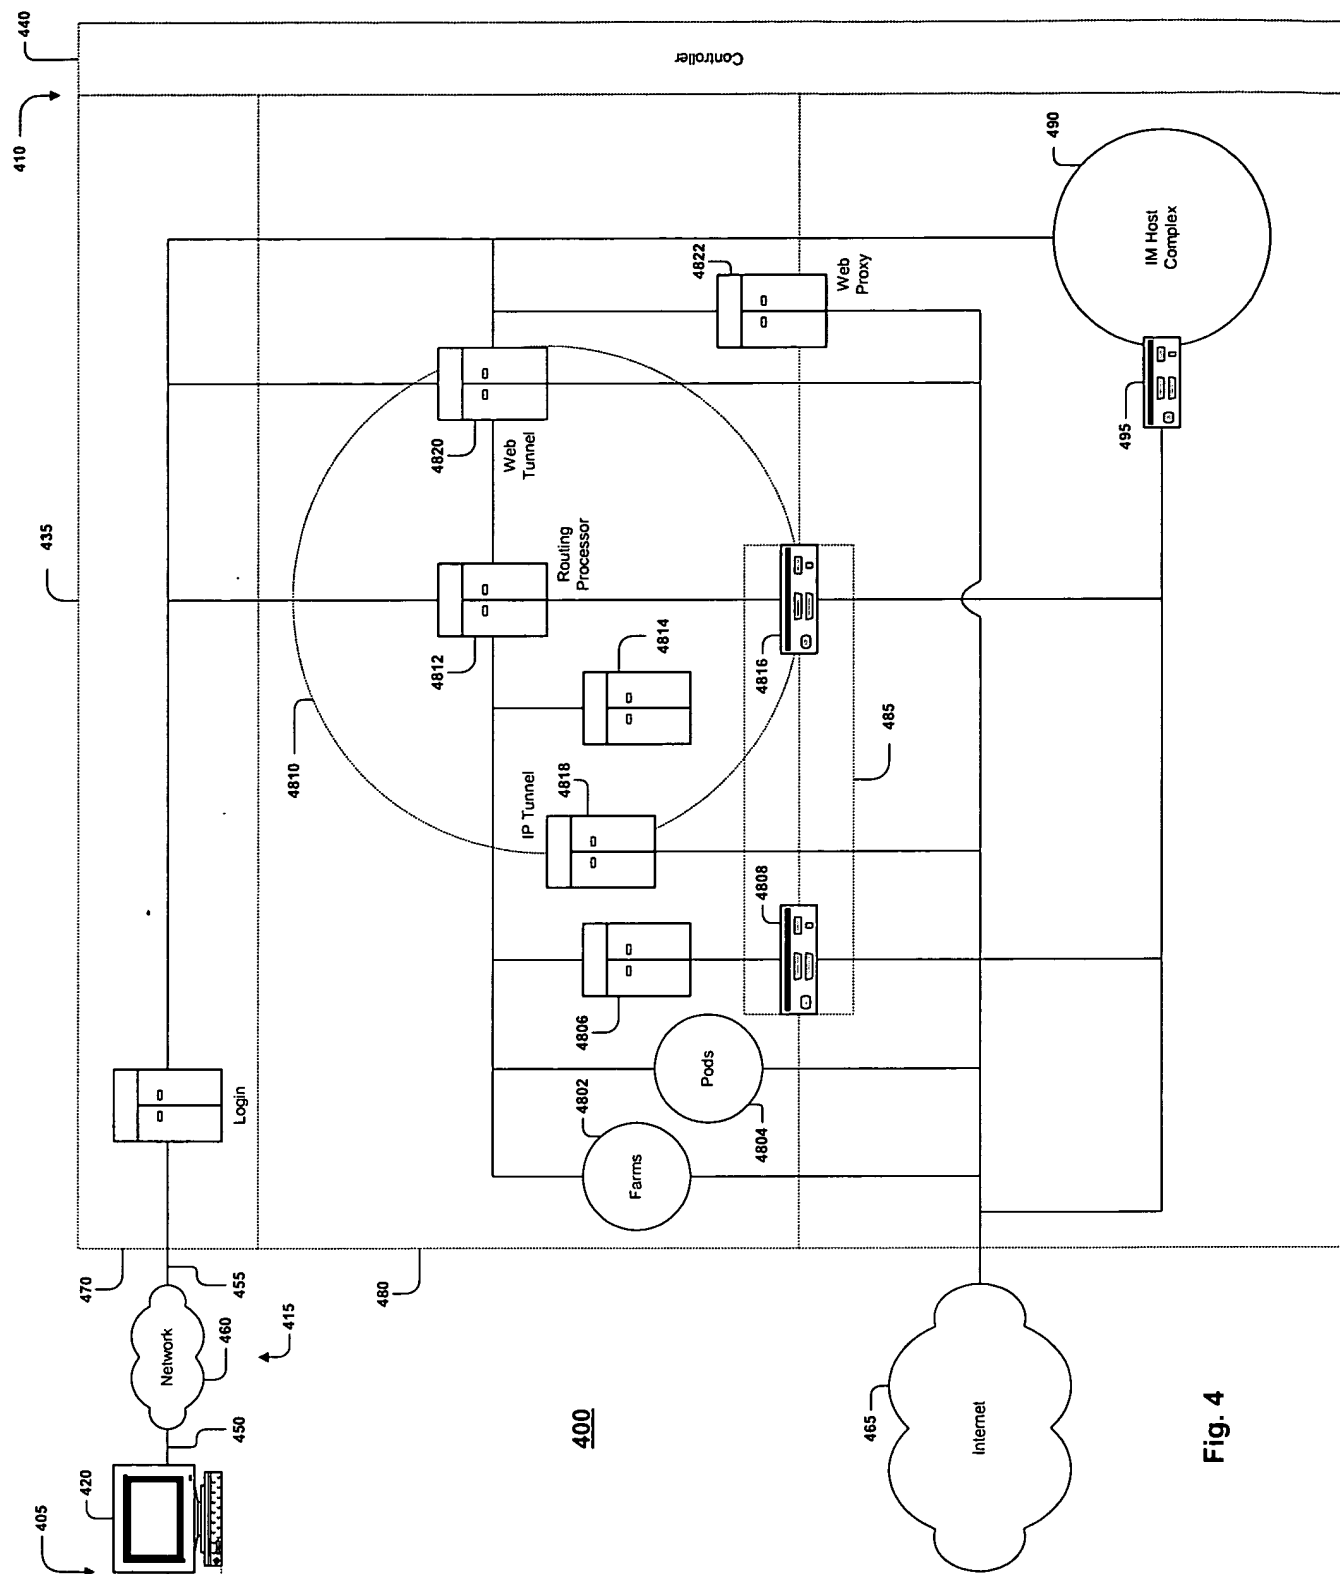 405
420
450
Network
460
455
415
470
Login
435
410
440
Controller
480
4810
4812
4820
Web
Tunnel
Routing
Processor
IP Tunnel
4818
4814
4822
Web
Proxy
4802
Farms
4806
Pods
4804
4808
4816
485
400
465
Internet
490
IM Host
Complex
495
Fig. 4